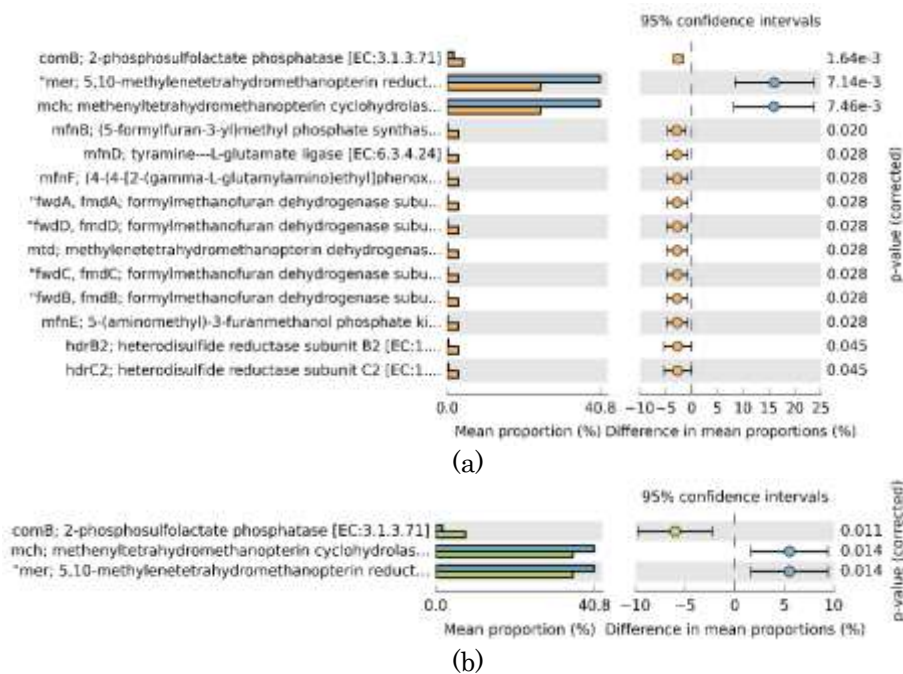 95% confidence intervals
comB; 2-phosphosulfolactate phosphatase [EC:3.1.3.71] 1.64e-3
"mer; 5,10-methylenetetrahydromethanopterin reduct... 7.14e-3
mch; methenyltetrahydromethanopterin cyclohydrolas... 7.46e-3
mfnB; (5-formylfuran-3-yl)methyl phosphate synthas... 0.020
mfnD; tyramine---L-glutamate ligase [EC:6.3.4.24] 0.028
mfnF; (4-(4-[2-(gamma-L-glutamylamino)ethyl]phenox... 0.028
"fwdA, fmdA; formylmethanofuran dehydrogenase subu... 0.028
"fwdD, fmdD; formylmethanofuran dehydrogenase subu... 0.028
mtd; methylenetetrahydromethanopterin dehydrogenas... 0.028
"fwdC, fmdC; formylmethanofuran dehydrogenase subu... 0.028
"fwdB, fmdB; formylmethanofuran dehydrogenase subu... 0.028
mfnE; 5-(aminomethyl)-3-furanmethanol phosphate ki... 0.028
hdrB2; heterodisulfide reductase subunit B2 [EC:1.... 0.045
hdrC2; heterodisulfide reductase subunit C2 [EC:1.... 0.045
p-value (corrected)
0.0 40.8 −10 −5 0 5 10 15 20 25
Mean proportion (%) Difference in mean proportions (%)
(a)
95% confidence intervals
comB; 2-phosphosulfolactate phosphatase [EC:3.1.3.71] 0.011
mch; methenyltetrahydromethanopterin cyclohydrolas... 0.014
"mer; 5,10-methylenetetrahydromethanopterin reduct... 0.014
p-value (corrected)
0.0 40.8 −10 −5 0 5 10
Mean proportion (%) Difference in mean proportions (%)
(b)